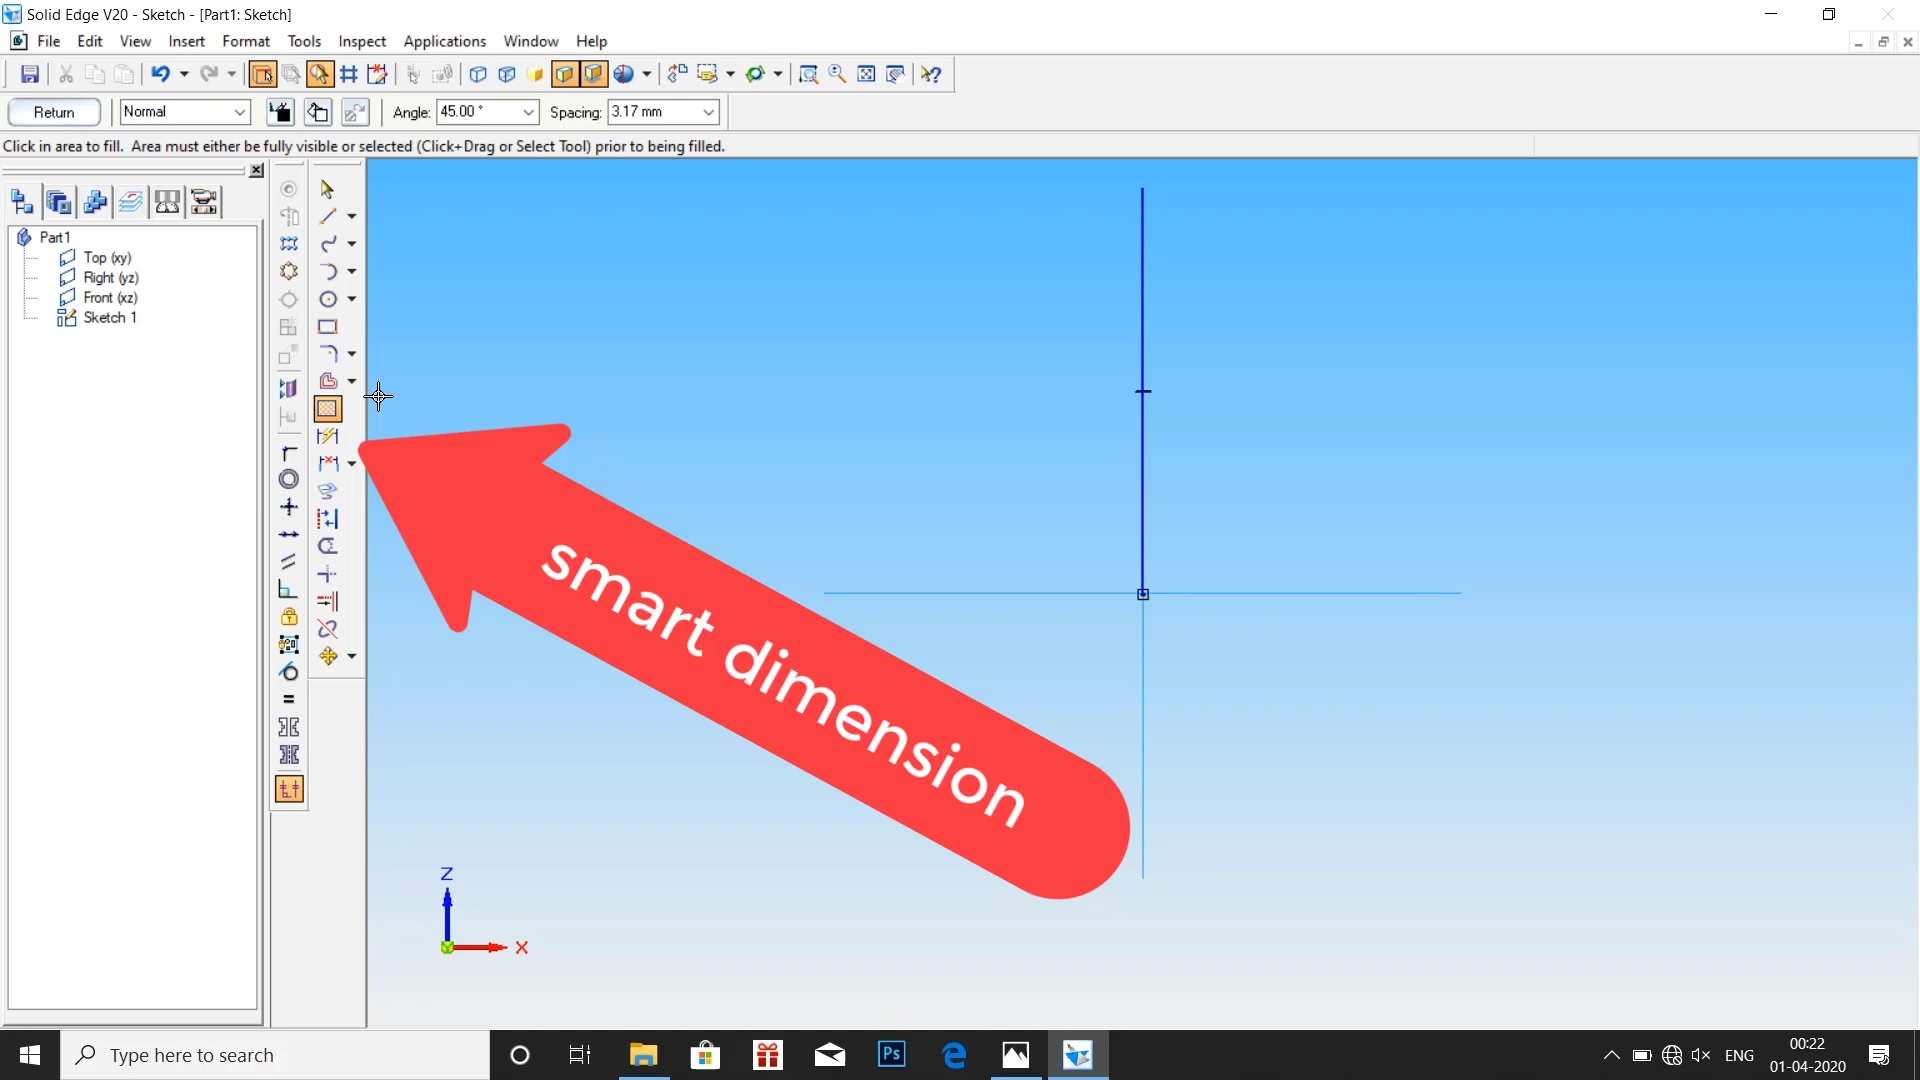 Solid Edge V20 - Sketch - [Part1: Sketch]
File Edit View Insert Format Tools Inspect Applications Window Help
Return Normal Angle: 45.00 ° Spacing: 3.17 mm
Click in area to fill. Area must either be fully visible or selected (Click+Drag or Select Tool) prior to being filled.
Part1
Top (xy)
Right (yz)
Front (xz)
Sketch 1
smart dimension
Z
X
Type here to search
Ps
ENG
00:22
01-04-2020